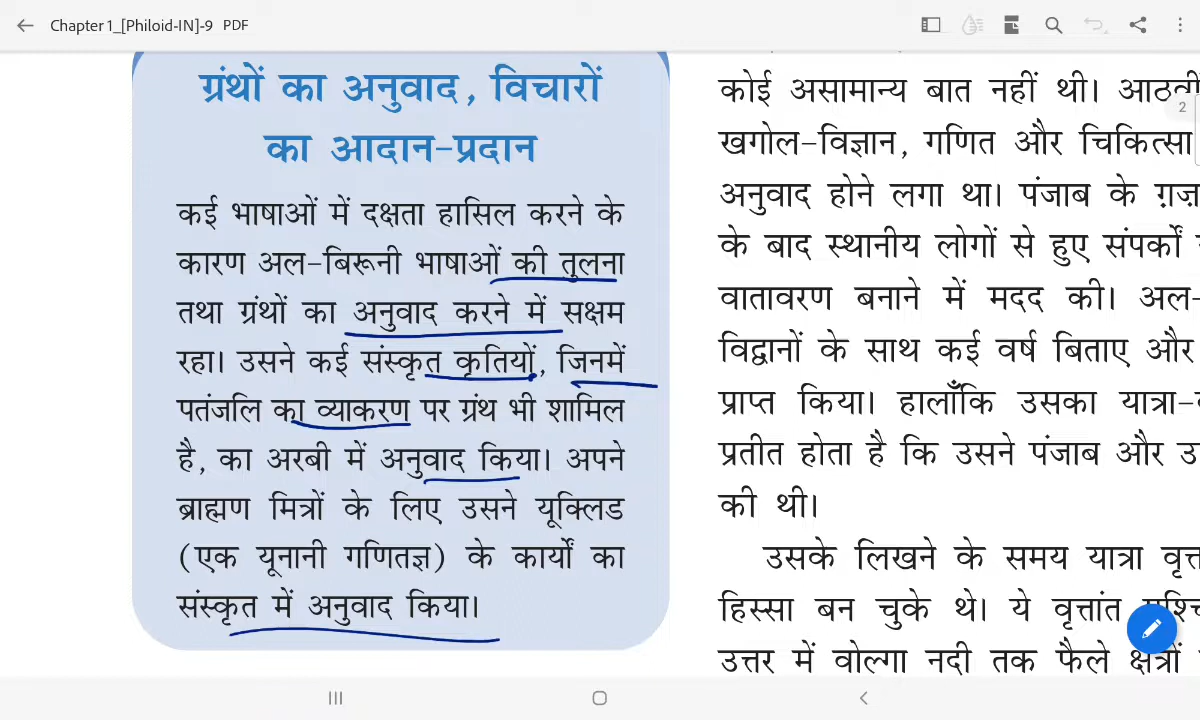 Chapter 1_[Philoid-IN]-9 PDF
2
ग्रंथों का अनुवाद, विचारों
का आदान-प्रदान
कई भाषाओं में दक्षता हासिल करने के
कारण अल-बिरूनी भाषाओं की तुलना
तथा ग्रंथों का अनुवाद करने में सक्षम
रहा। उसने कई संस्कृत कृतियों, जिनमें
पतंजलि का व्याकरण पर ग्रंथ भी शामिल
है, का अरबी में अनुवाद किया। अपने
ब्राह्मण मित्रों के लिए उसने यूक्लिड
(एक यूनानी गणितज्ञ) के कार्यों का
संस्कृत में अनुवाद किया।
कोई असामान्य बात नहीं थी।
खगोल-विज्ञान, गणित और चिकित्सा
अनुवाद होने लगा था। पंजाब के
के बाद स्थानीय लोगों से हुए संपर्कों
वातावरण बनाने में मदद की। अल-
विद्वानों के साथ कई वर्ष बिताए और
प्राप्त किया। हालाँकि उसका यात्रा-
प्रतीत होता है कि उसने पंजाब और
की थी।
उसके लिखने के समय यात्रा
हिस्सा बन चुके थे। ये वृत्तांत
उत्तर में वोल्गा नदी तक फैले क्षेत्रों